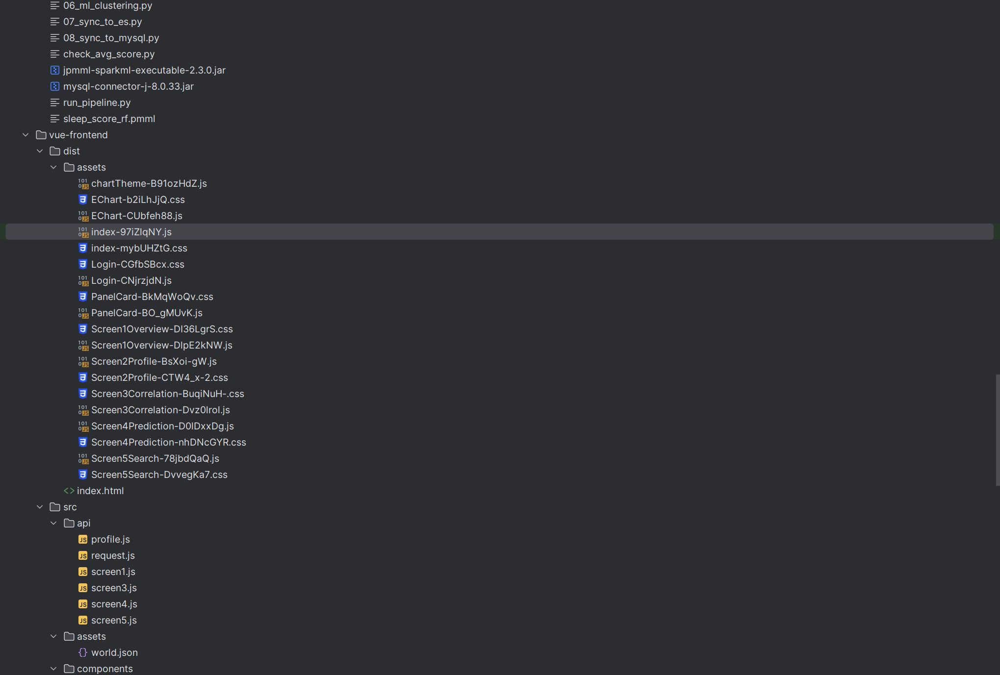 06_ml_clustering.py
07_sync_to_es.py
08_sync_to_mysql.py
check_avg_score.py
jpmml-sparkml-executable-2.3.0.jar
mysql-connector-j-8.0.33.jar
run_pipeline.py
sleep_score_rf.pmml
vue-frontend
dist
assets
chartTheme-B91ozHdZ.js
EChart-b2iLhJjQ.css
EChart-CUbfeh88.js
index-97iZlqNY.js
index-mybUHZtG.css
Login-CGfbSBcx.css
Login-CNjrzjdN.js
PanelCard-BkMqWoQv.css
PanelCard-BO_gMUvK.js
Screen1Overview-DI36LgrS.css
Screen1Overview-DlpE2kNW.js
Screen2Profile-BsXoi-gW.js
Screen2Profile-CTW4_x-2.css
Screen3Correlation-BuqiNuH-.css
Screen3Correlation-Dvz0Irol.js
Screen4Prediction-D0lDxxDg.js
Screen4Prediction-nhDNcGYR.css
Screen5Search-78jbdQaQ.js
Screen5Search-DvvegKa7.css
index.html
src
api
profile.js
request.js
screen1.js
screen3.js
screen4.js
screen5.js
assets
world.json
components